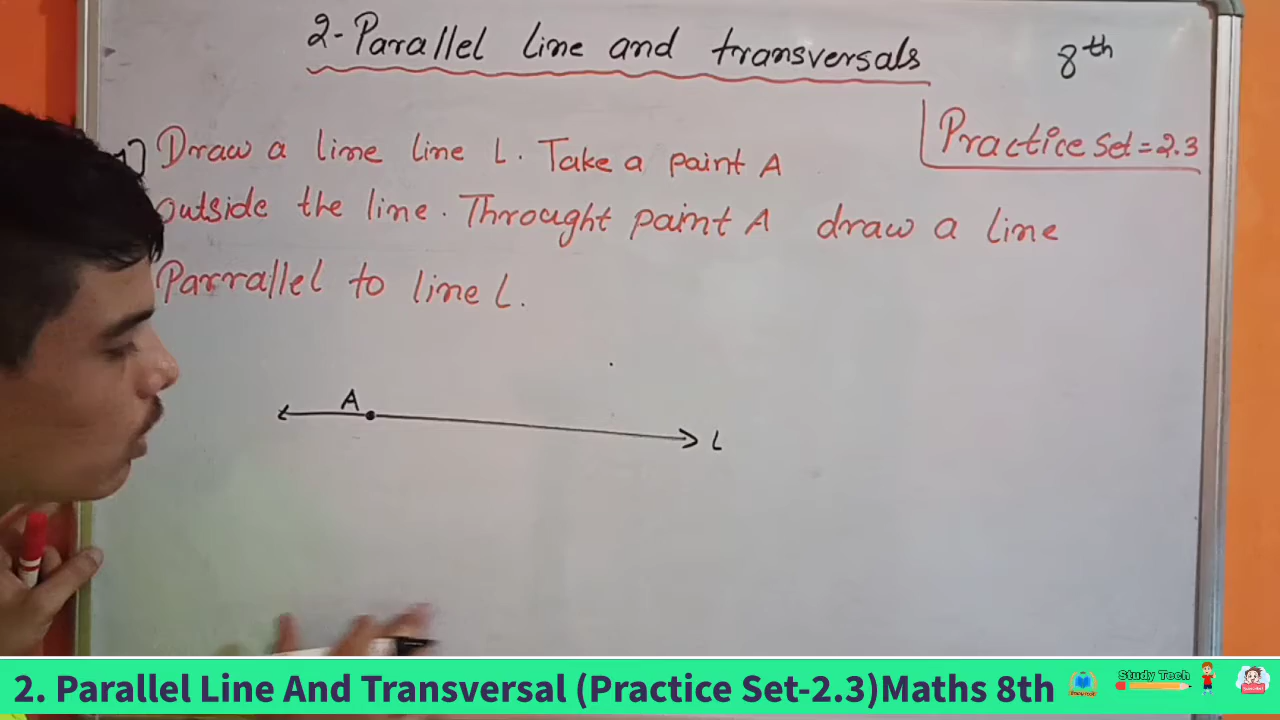 2-Parallel line and transversals
8th
Practice Set = 2.3
1) Draw a line line L. Take a paint A
outside the line. Throught paint A draw a line
Parrallel to line L.
A
L
2. Parallel Line And Transversal (Practice Set-2.3)Maths 8th
Study Tech